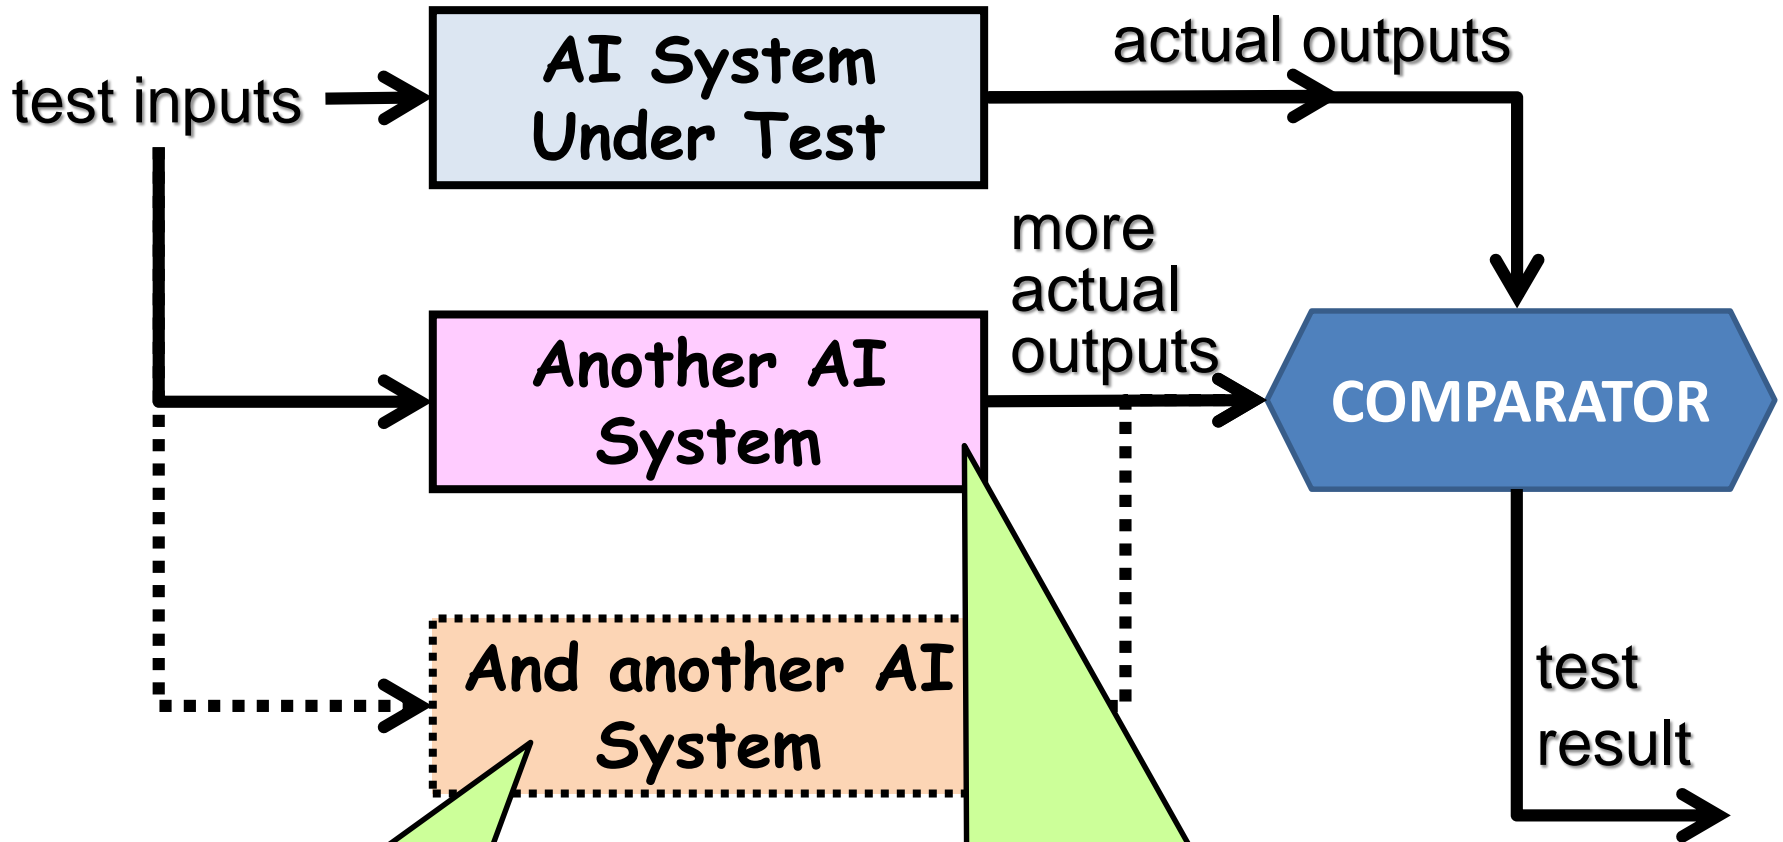 AI System
Under Test
actual outputs
test inputs
more
actual
outputs
Another AI
System
COMPARATOR
And another AI
System
test
result